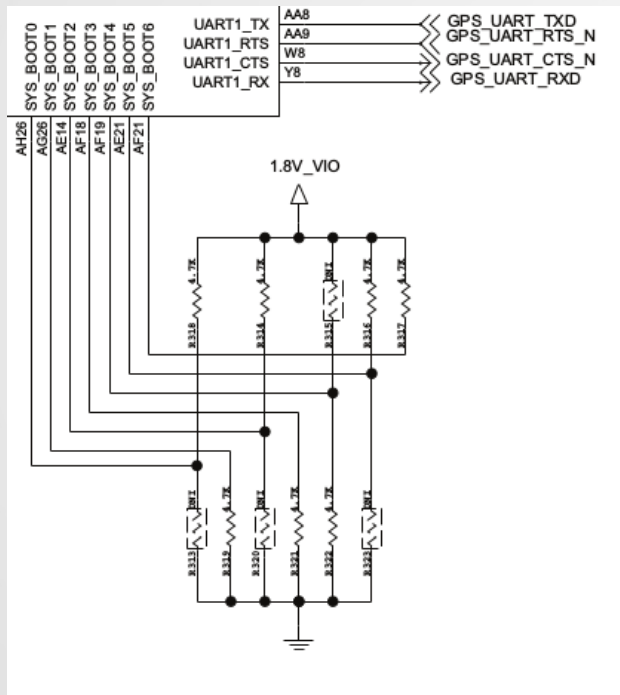 UART1_TX AA8 GPS_UART_TXD
UART1_RTS AA9 GPS_UART_RTS_N
UART1_CTS W8 GPS_UART_CTS_N
UART1_RX Y8 GPS_UART_RXD
SYS_BOOT0
SYS_BOOT1
SYS_BOOT2
SYS_BOOT3
SYS_BOOT4
SYS_BOOT5
SYS_BOOT6
AH26
AG26
AE14
AF18
AF19
AE21
AF21
1.8V_VIO
4.7K
4.7K
DNI
4.7K
4.7K
R318
R314
R315
R316
R317
DNI
4.7K
DNI
4.7K
4.7K
DNI
R313
R319
R320
R321
R322
R323